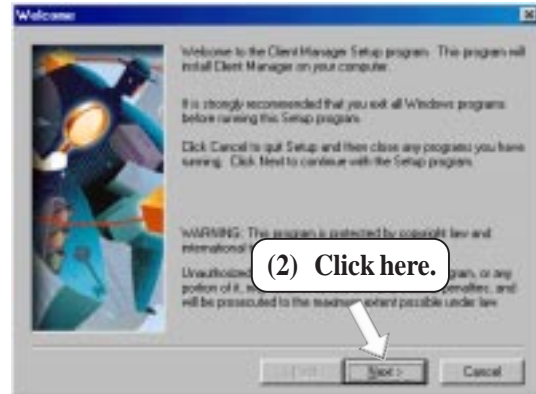 Welcome
Welcome to the Client Manager Setup program. This program will
install Client Manager on your computer.
It is strongly recommended that you exit all Windows programs
before running this Setup program.
Click Cancel to quit Setup and then close any programs you have
running. Click Next to continue with the Setup program.
WARNING: This program is protected by copyright law and
international
(2) Click here.
Unauthorized
gram, or any
portion of it,
penalties, and
will be prosecuted to the maximum extent possible under law.
Next >
Cancel